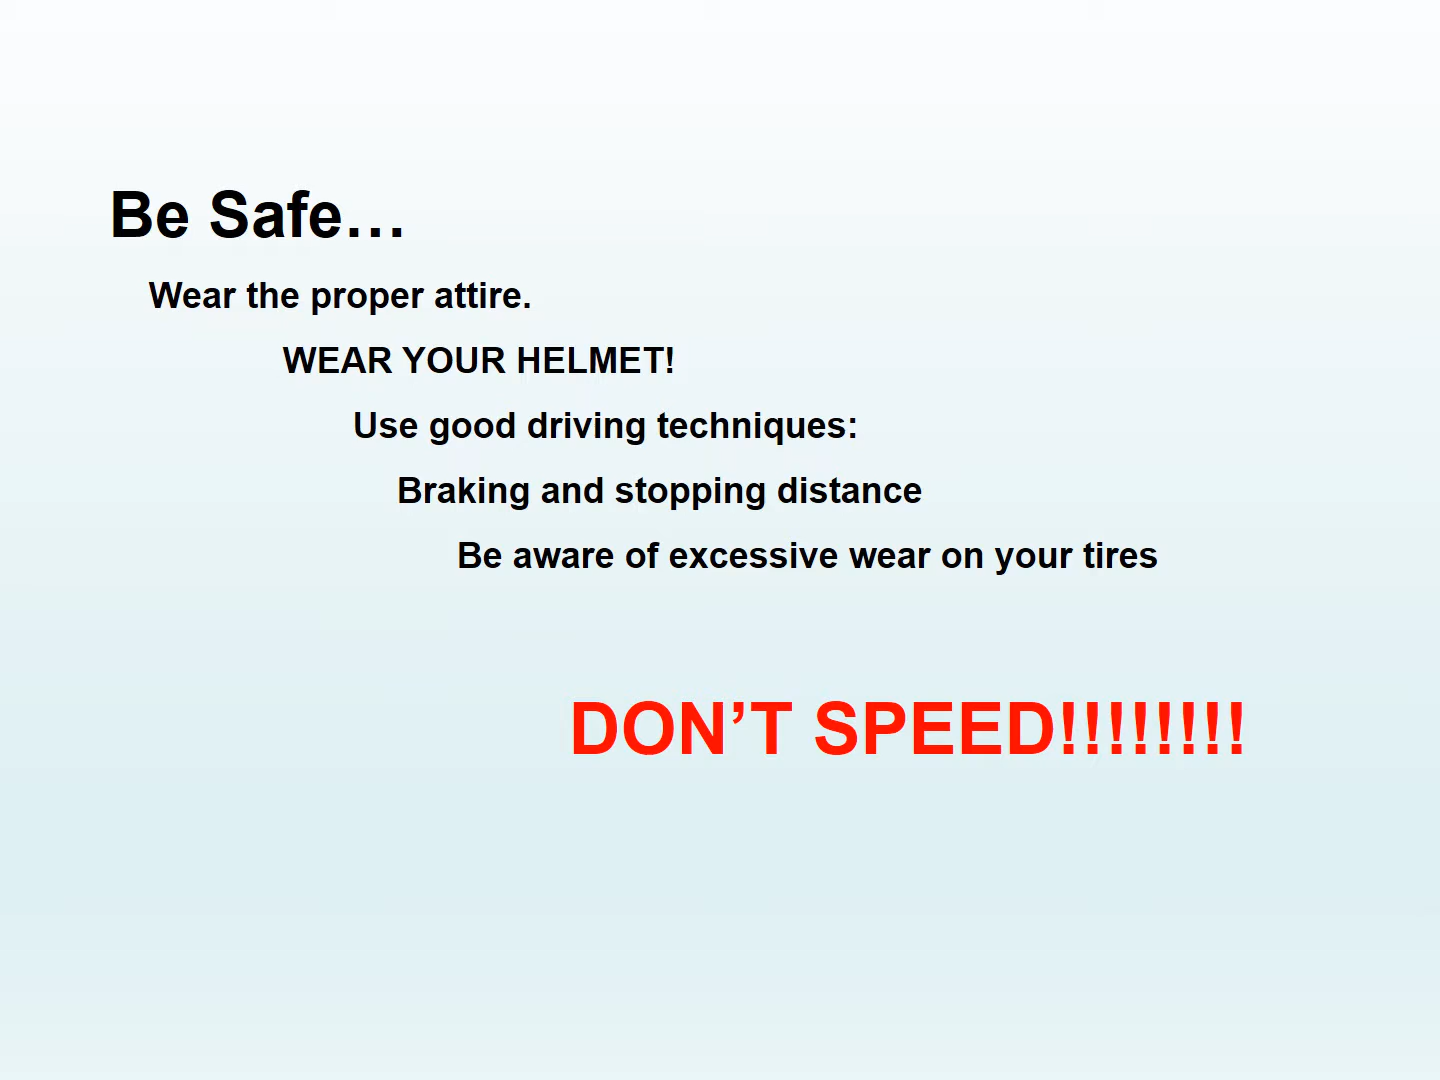 Be Safe…
Wear the proper attire.
WEAR YOUR HELMET!
Use good driving techniques:
Braking and stopping distance
Be aware of excessive wear on your tires
DON’T SPEED!!!!!!!!